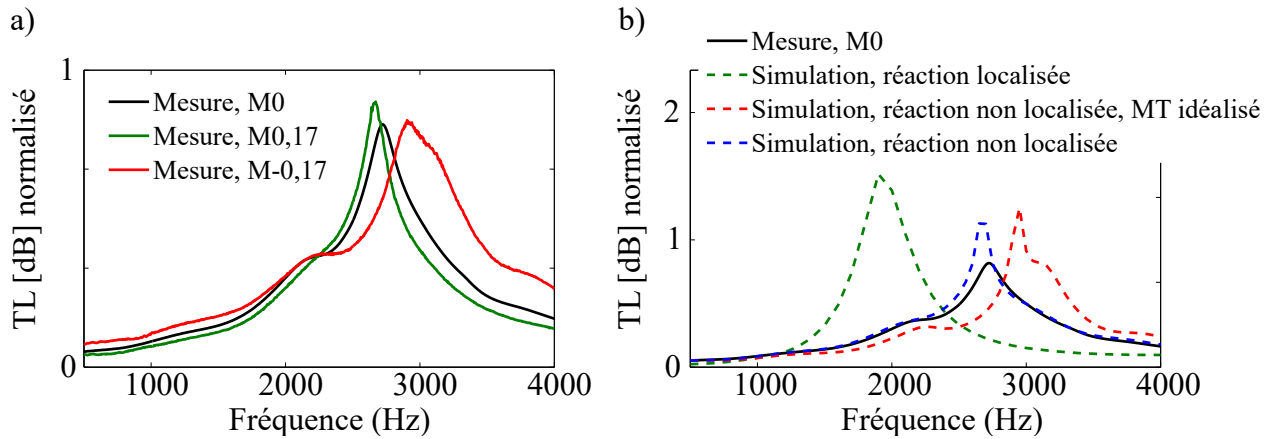 a)
TL [dB] normalisé
1
0
Mesure, M0
Mesure, M0,17
Mesure, M-0,17
1000
2000
3000
4000
Fréquence (Hz)
b)
Mesure, M0
Simulation, réaction localisée
Simulation, réaction non localisée, MT idéalisé
Simulation, réaction non localisée
TL [dB] normalisé
2
1
0
1000
2000
3000
4000
Fréquence (Hz)